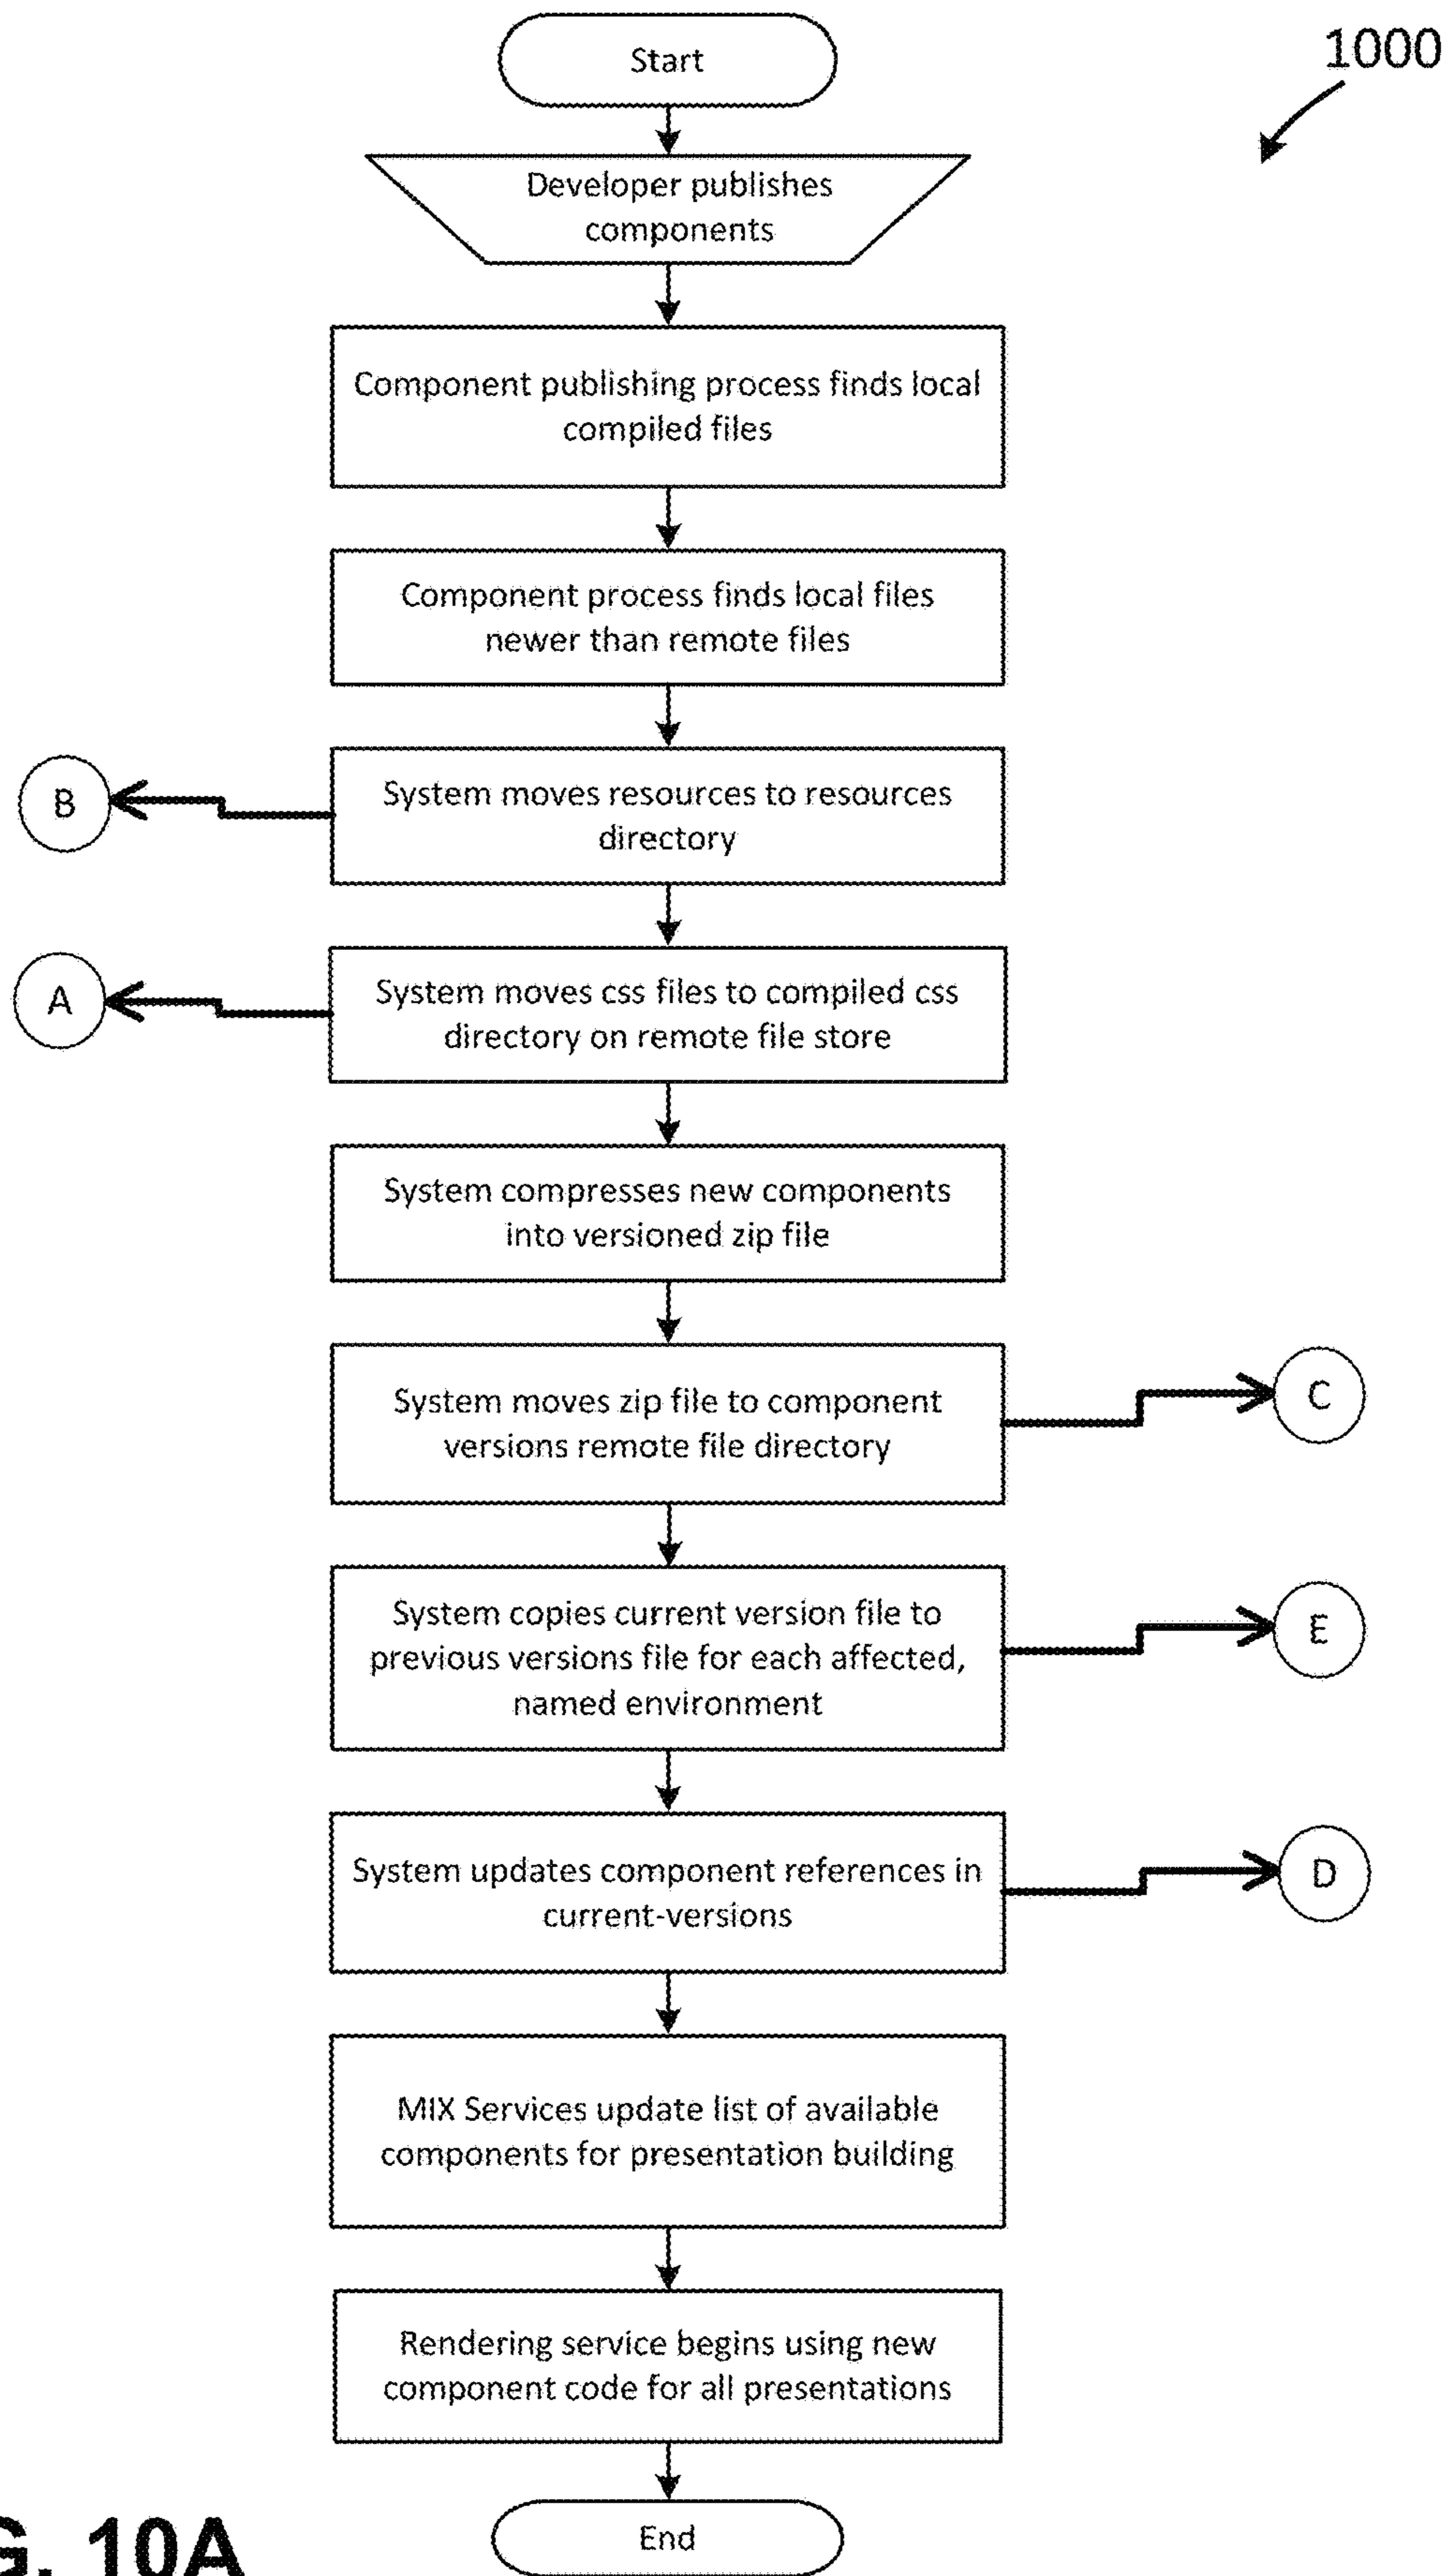 Start
1000
Developer publishes
components
Component publishing process finds local
compiled files
Component process finds local files
newer than remote files
B
System moves resources to resources
directory
A
System moves css files to compiled css
directory on remote file store
System compresses new components
into versioned zip file
System moves zip file to component
versions remote file directory
C
System copies current version file to
previous versions file for each affected,
named environment
E
System updates component references in
current-versions
D
MIX Services update list of available
components for presentation building
Rendering service begins using new
component code for all presentations
End
G. 10A